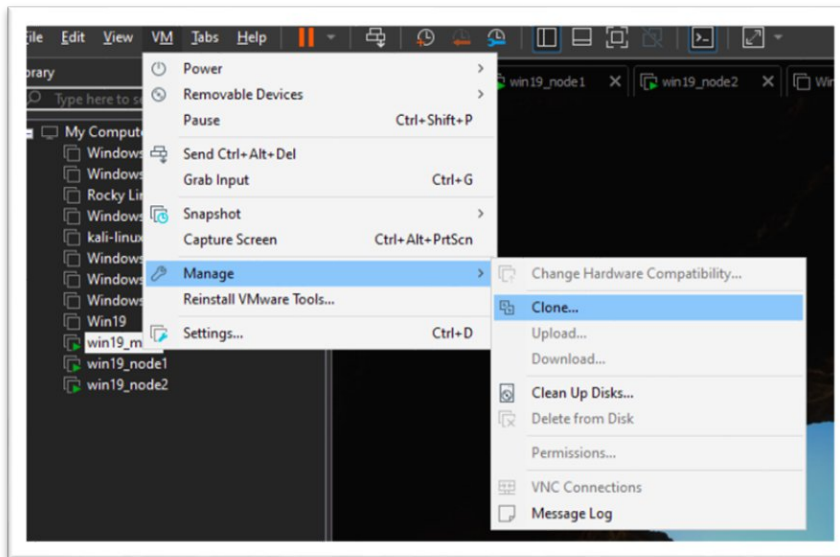 File Edit View VM Tabs Help
Library
Type here to se
My Compute
win19_node1
win19_node2
Win
Windows
Windows
Rocky Li
Windows
kali-linux
Windows
Windows
Windows
Win19
win19_m
win19_node1
win19_node2
Power
Removable Devices
Pause Ctrl+Shift+P
Send Ctrl+Alt+Del
Grab Input Ctrl+G
Snapshot
Capture Screen Ctrl+Alt+PrtScn
Manage
Reinstall VMware Tools...
Settings... Ctrl+D
Change Hardware Compatibility...
Clone...
Upload...
Download...
Clean Up Disks...
Delete from Disk
Permissions...
VNC Connections
Message Log